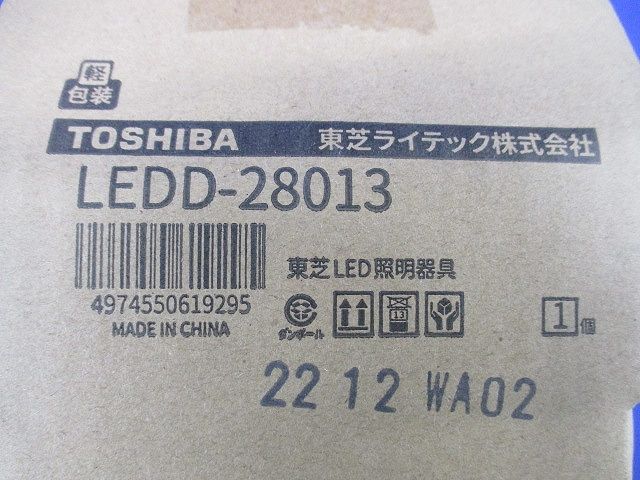 軽
包装
TOSHIBA 東芝ライテック株式会社
LEDD-28013
東芝LED照明器具
4974550619295
MADE IN CHINA
ダンボール
13
1個
22 12 WA02